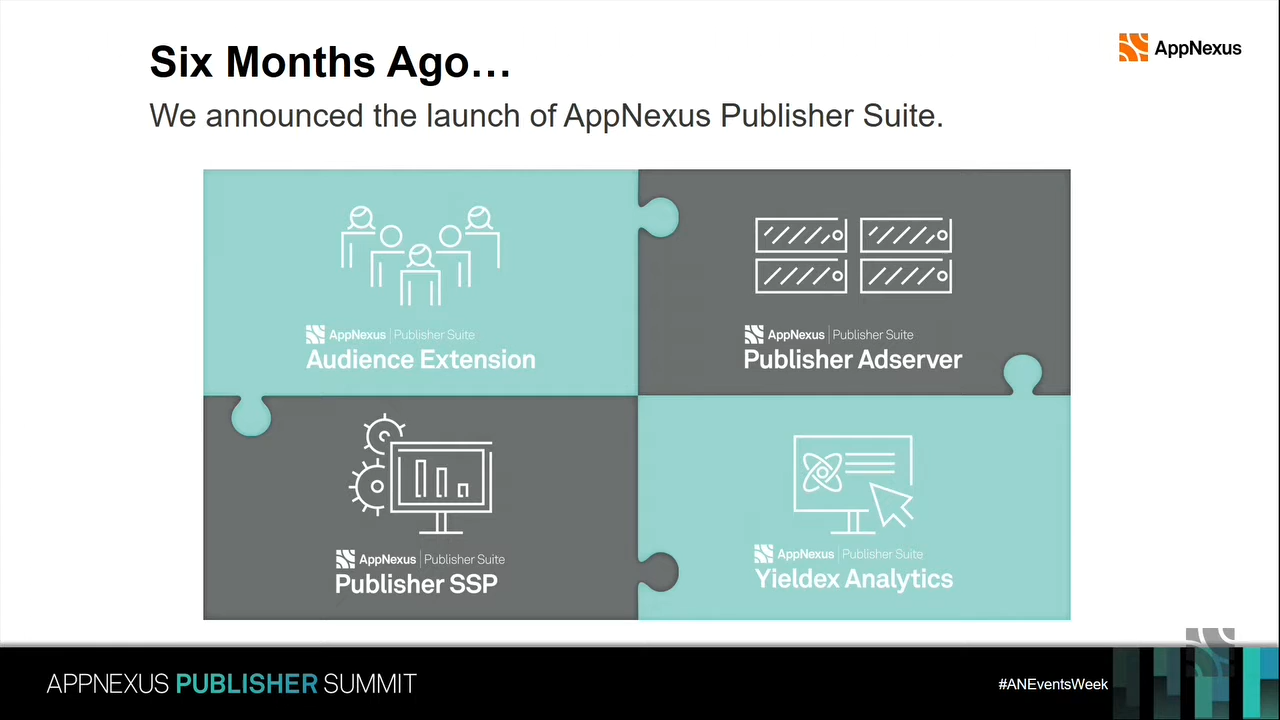 Six Months Ago…
AppNexus
We announced the launch of AppNexus Publisher Suite.
AppNexus | Publisher Suite
Audience Extension
AppNexus | Publisher Suite
Publisher Adserver
AppNexus | Publisher Suite
Publisher SSP
AppNexus | Publisher Suite
Yieldex Analytics
APPNEXUS PUBLISHER SUMMIT
#ANEventsWeek